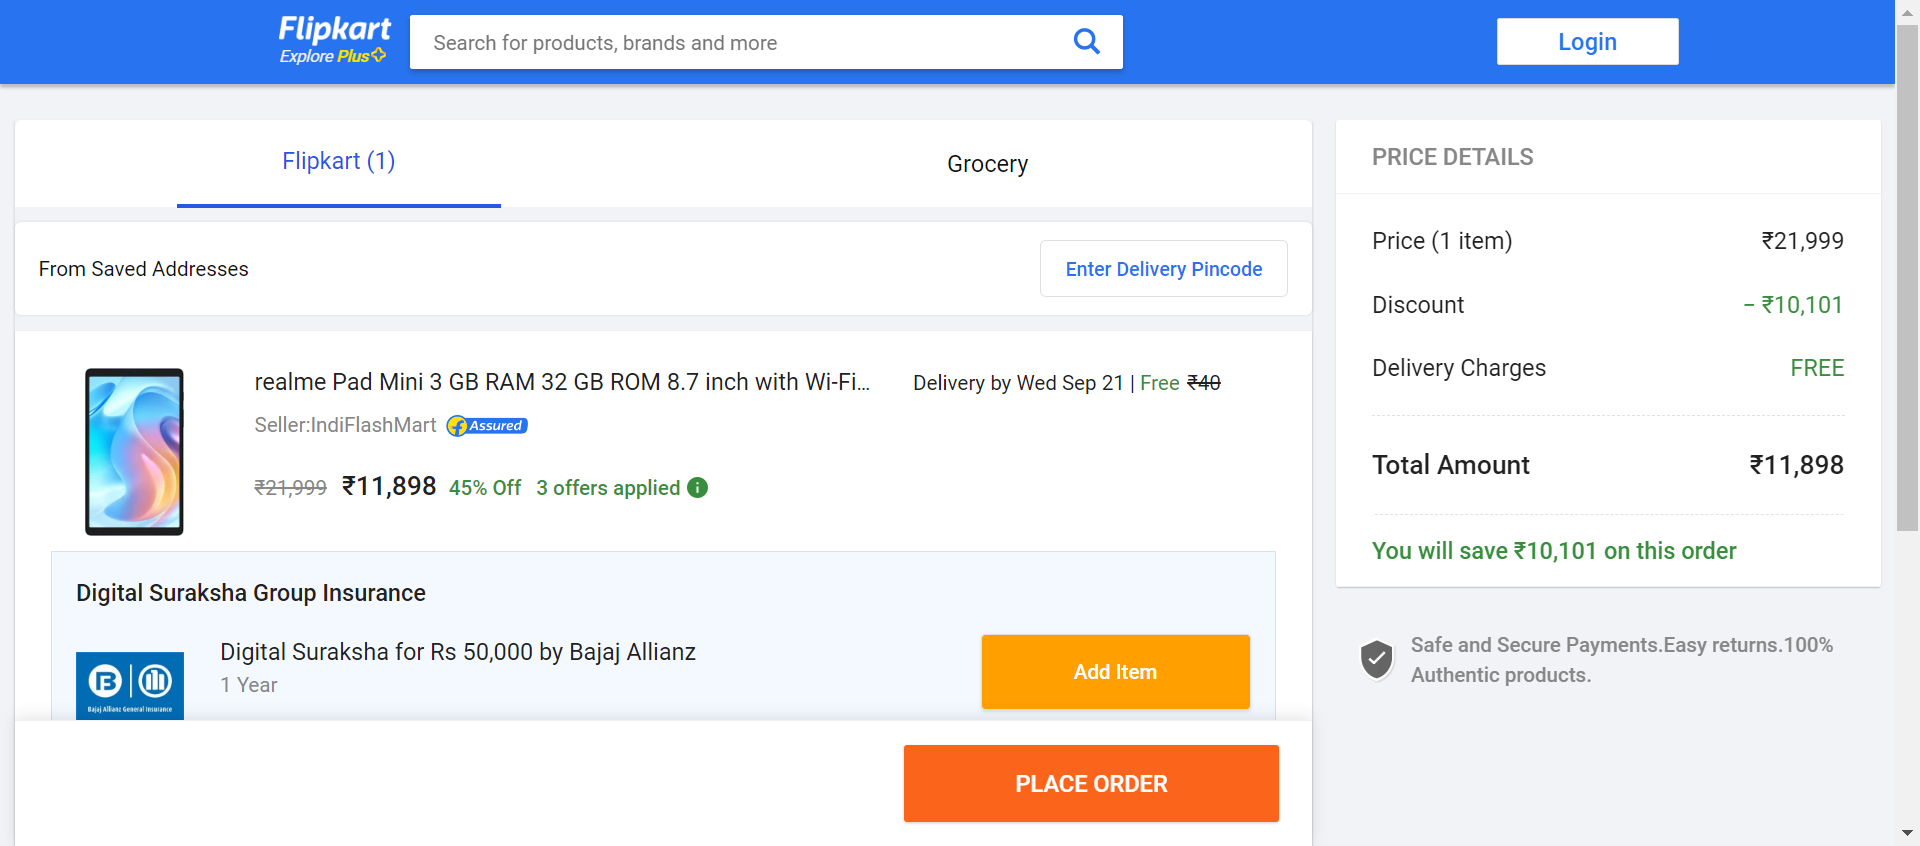 Flipkart
Explore Plus
Search for products, brands and more
Login
Flipkart (1)
Grocery
From Saved Addresses
Enter Delivery Pincode
realme Pad Mini 3 GB RAM 32 GB ROM 8.7 inch with Wi-Fi...
Seller:IndiFlashMart
f Assured
₹21,999 ₹11,898 45% Off 3 offers applied i
Delivery by Wed Sep 21 | Free ₹40
Digital Suraksha Group Insurance
Bajaj Allianz General Insurance
Digital Suraksha for Rs 50,000 by Bajaj Allianz
1 Year
Add Item
PLACE ORDER
PRICE DETAILS
Price (1 item) ₹21,999
Discount − ₹10,101
Delivery Charges FREE
Total Amount ₹11,898
You will save ₹10,101 on this order
Safe and Secure Payments.Easy returns.100%
Authentic products.